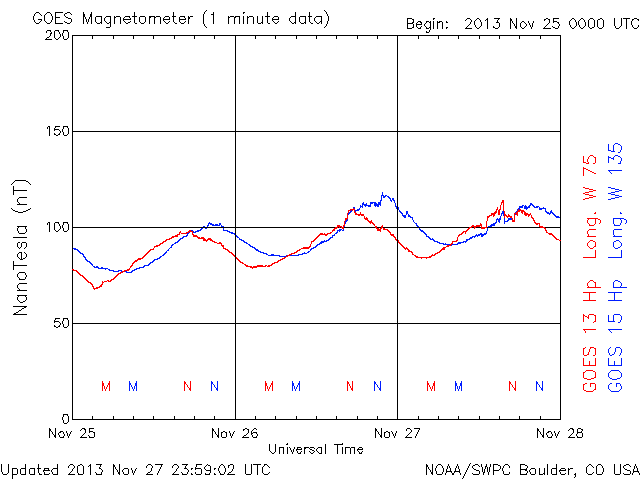 GOES Magnetometer (1 minute data)
Begin: 2013 Nov 25 0000 UTC
200
150
100
50
0
NanoTesla (nT)
M M N N M M N N M M N N
Nov 25 Nov 26 Nov 27 Nov 28
Universal Time
GOES 13 Hp Long. W 75
GOES 15 Hp Long. W 135
Updated 2013 Nov 27 23:59:02 UTC
NOAA/SWPC Boulder, CO USA